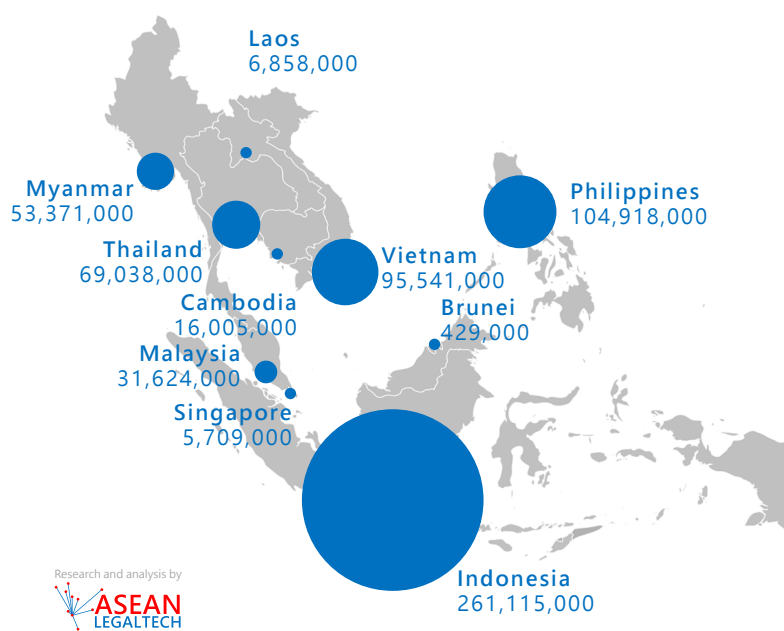 Laos
6,858,000
Myanmar
53,371,000
Philippines
104,918,000
Thailand
69,038,000
Vietnam
95,541,000
Cambodia
16,005,000
Brunei
429,000
Malaysia
31,624,000
Singapore
5,709,000
Indonesia
261,115,000
Research and analysis by
ASEAN
LEGALTECH